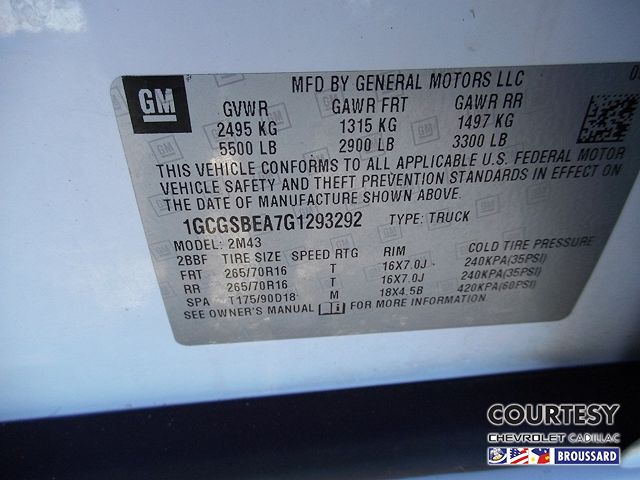 MFD BY GENERAL MOTORS LLC
GM
GVWR GAWR FRT GAWR RR
2495 KG 1315 KG 1497 KG
5500 LB 2900 LB 3300 LB
THIS VEHICLE CONFORMS TO ALL APPLICABLE U.S. FEDERAL MOTOR
VEHICLE SAFETY AND THEFT PREVENTION STANDARDS IN EFFECT ON
THE DATE OF MANUFACTURE SHOWN ABOVE.
1GCGSBEA7G1293292 TYPE: TRUCK
MODEL: 2M43
2BBF TIRE SIZE SPEED RTG RIM COLD TIRE PRESSURE
FRT 265/70R16 T 16X7.0J 240KPA(35PSI)
RR 265/70R16 T 16X7.0J 240KPA(35PSI)
SPA T175/90D18 M 18X4.5B 420KPA(60PSI)
SEE OWNER'S MANUAL FOR MORE INFORMATION
COURTESY
CHEVROLET CADILLAC
BROUSSARD